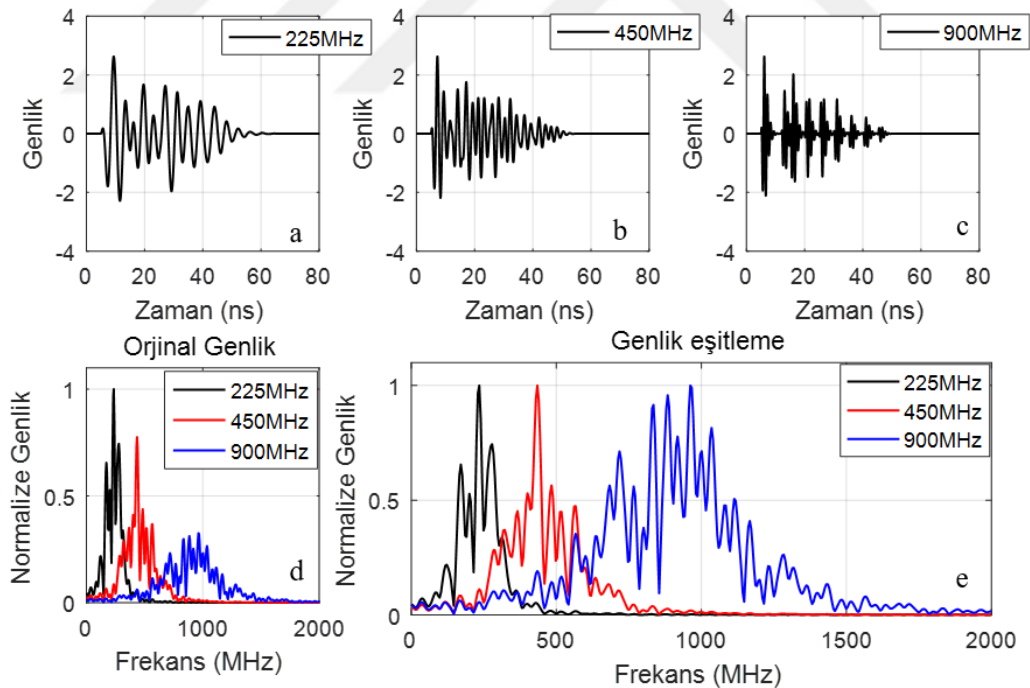 4
2
0
-2
-4
Genlik
225MHz
a
0 20 40 60 80
Zaman (ns)
4
2
0
-2
-4
Genlik
450MHz
b
0 20 40 60 80
Zaman (ns)
4
2
0
-2
-4
Genlik
900MHz
c
0 20 40 60 80
Zaman (ns)
Orjinal Genlik
1
0.5
0
Normalize Genlik
225MHz
450MHz
900MHz
d
0 1000 2000
Frekans (MHz)
Genlik eşitleme
1
0.5
0
Normalize Genlik
225MHz
450MHz
900MHz
e
0 500 1000 1500 2000
Frekans (MHz)